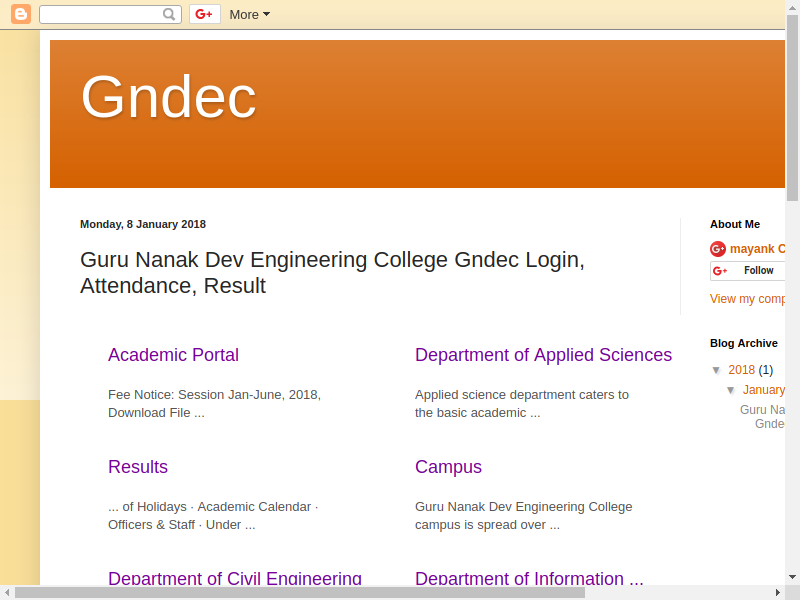 More
Gndec
Monday, 8 January 2018
Guru Nanak Dev Engineering College Gndec Login,
Attendance, Result
Academic Portal
Fee Notice: Session Jan-June, 2018,
Download File ...
Department of Applied Sciences
Applied science department caters to
the basic academic ...
Results
... of Holidays · Academic Calendar ·
Officers & Staff · Under ...
Campus
Guru Nanak Dev Engineering College
campus is spread over ...
Department of Civil Engineering
Department of Information ...
About Me
mayank
Follow
View my
Blog Archive
▼ 2018 (1)
▼ January
Guru